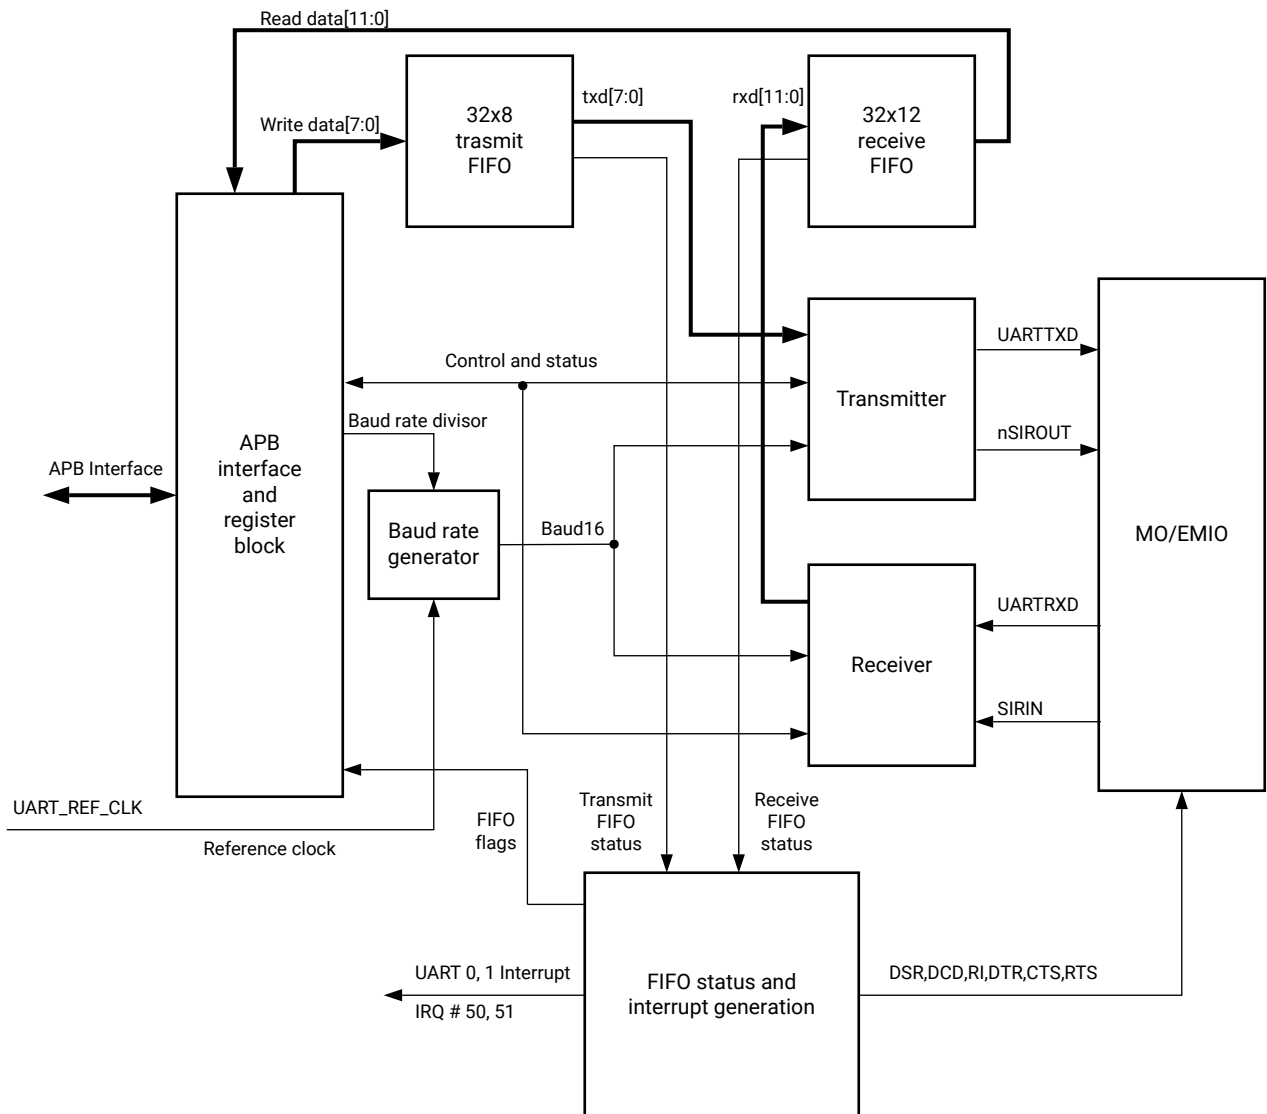 Read data[11:0]
32x8
trasmit
FIFO
txd[7:0]
rxd[11:0]
32x12
receive
FIFO
Write data[7:0]
UARTTXD
Control and status
Transmitter
Baud rate divisor
nSIROUT
APB
interface
and
register
block
APB Interface
Baud rate
generator
Baud16
MO/EMIO
UARTRXD
Receiver
SIRIN
UART_REF_CLK
Reference clock
FIFO
flags
Transmit
FIFO
status
Receive
FIFO
status
UART 0, 1 Interrupt
IRQ # 50, 51
FIFO status and
interrupt generation
DSR,DCD,RI,DTR,CTS,RTS